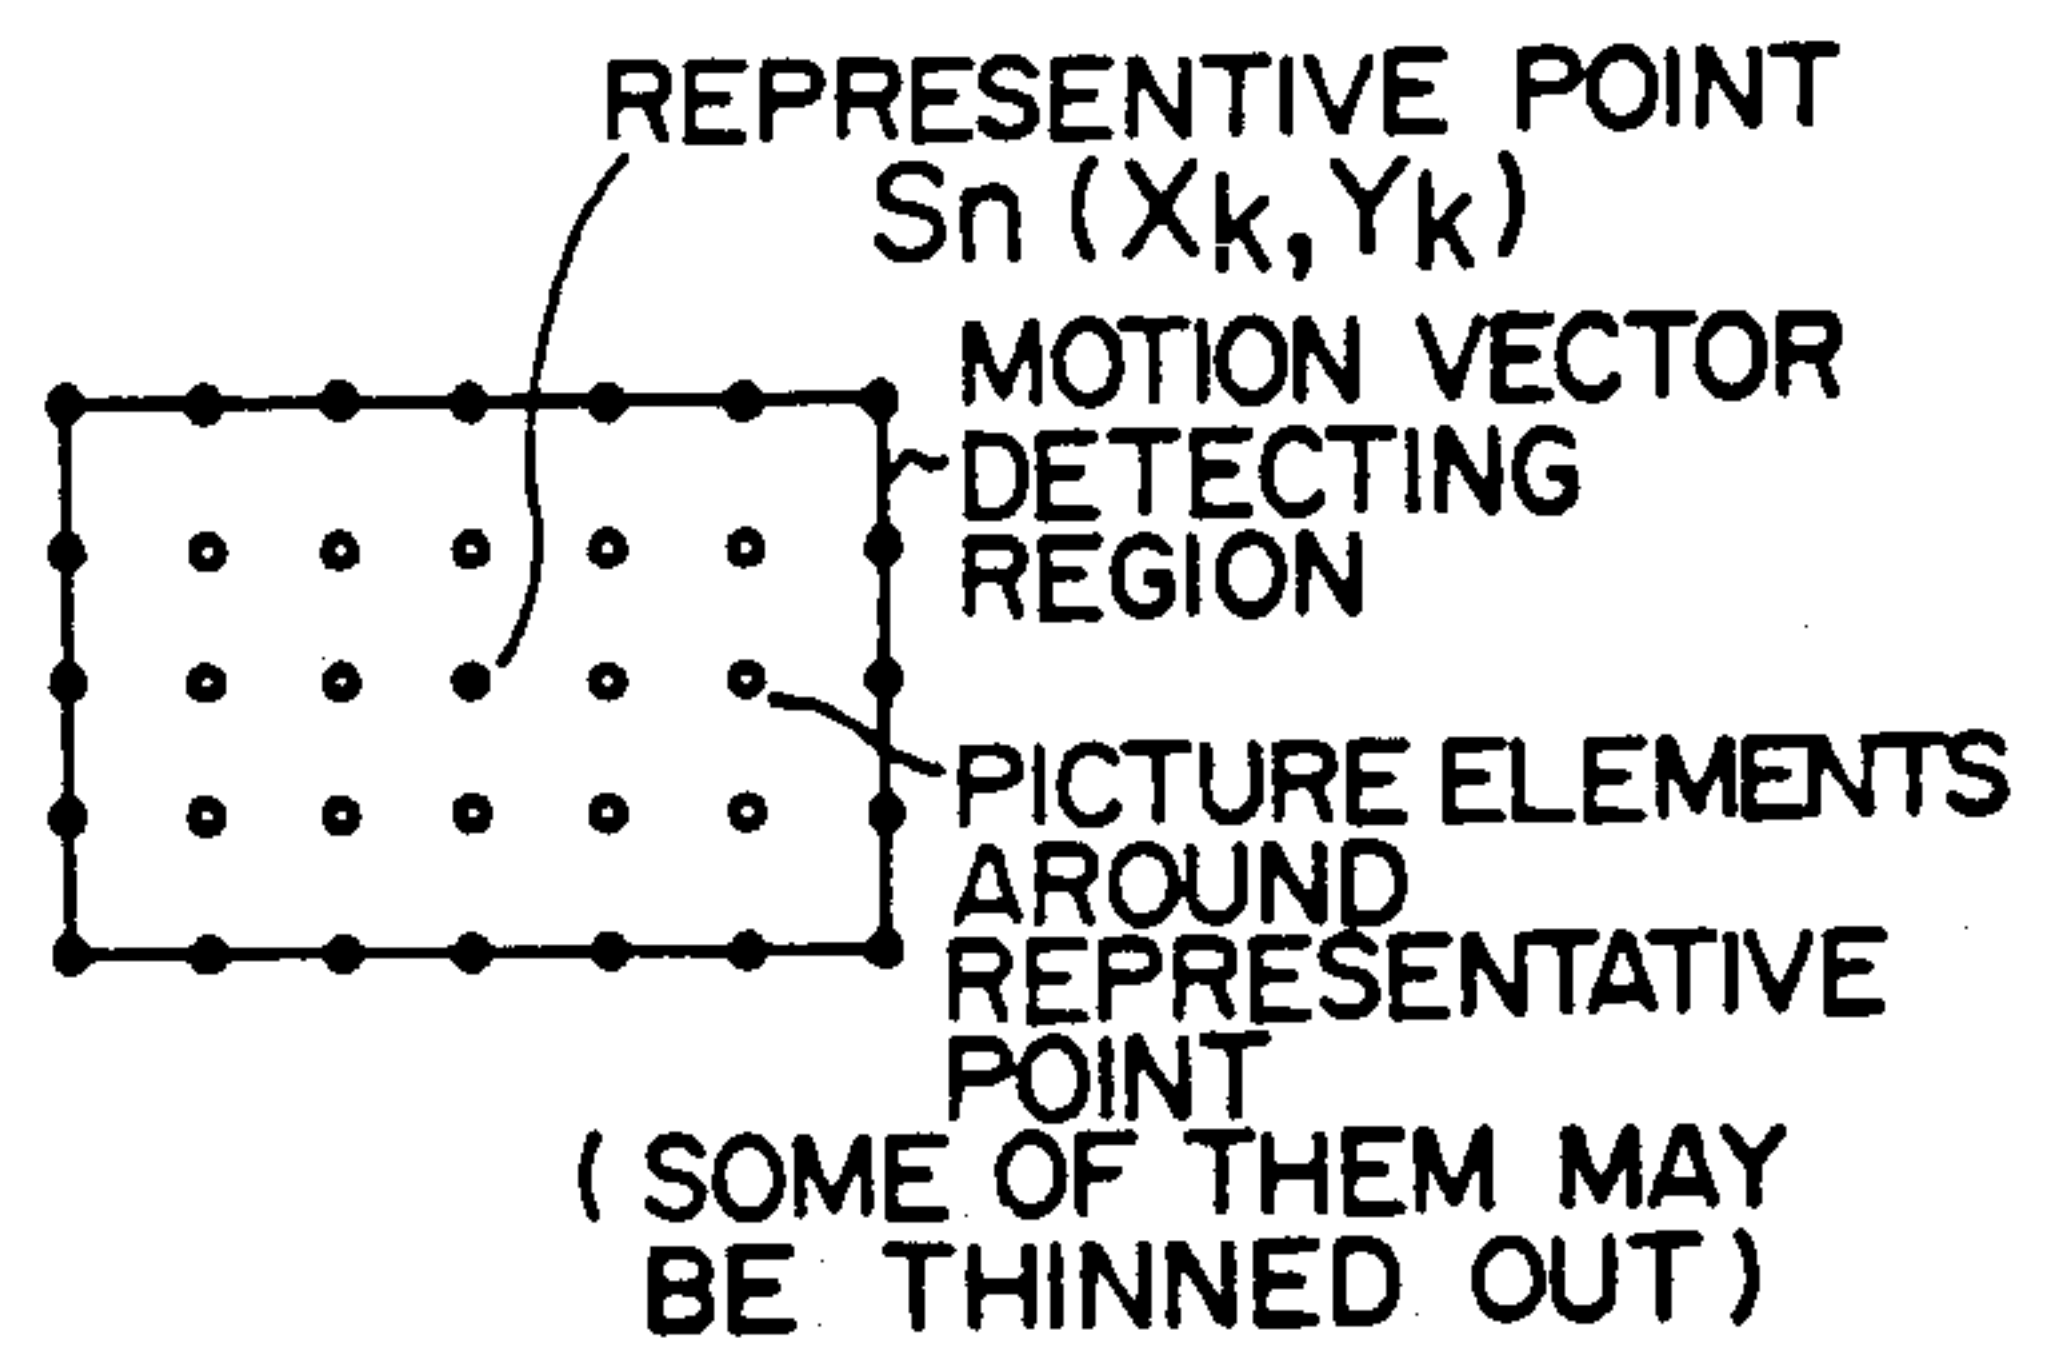 REPRESENTIVE POINT
Sn (Xk,Yk)
MOTION VECTOR
DETECTING
REGION
PICTURE ELEMENTS
AROUND
REPRESENTATIVE
POINT
(SOME OF THEM MAY
BE THINNED OUT)